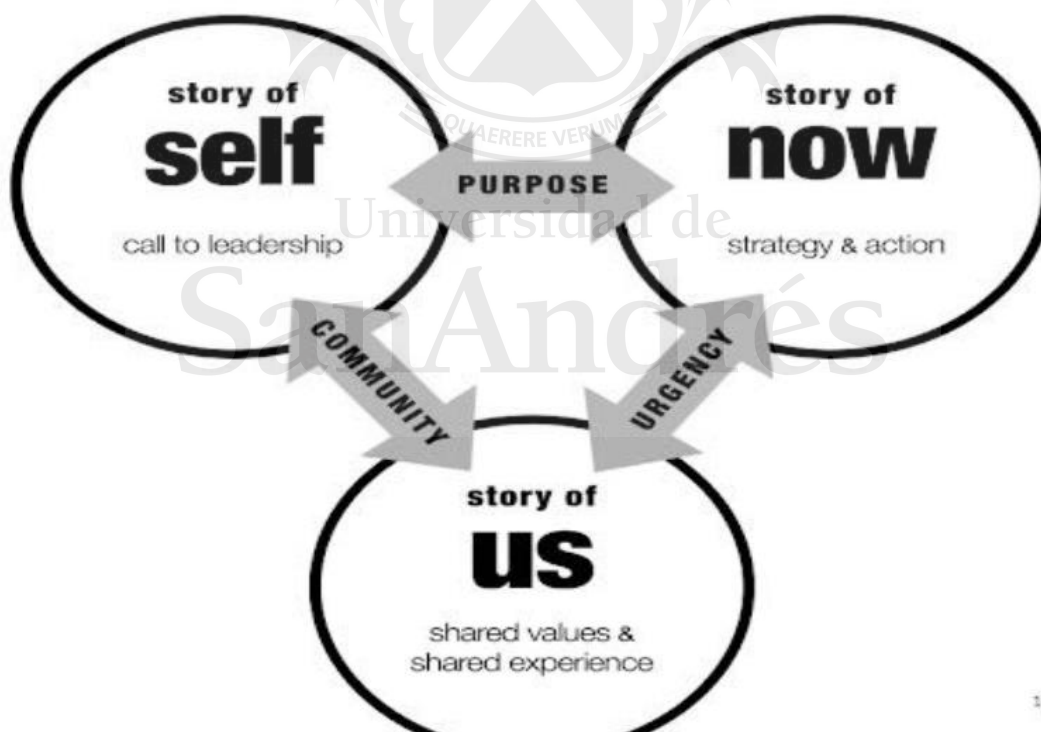 QUAERERE VERUM
story of
self
call to leadership
story of
now
strategy & action
PURPOSE
Universidad de
SanAndrés
COMMUNITY
URGENCY
story of
us
shared values &
shared experience
1